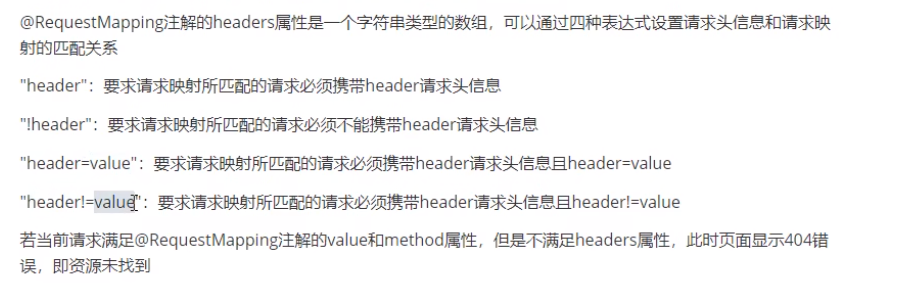 @RequestMapping注解的headers属性是一个字符串类型的数组，可以通过四种表达式设置请求头信息和请求映
射的匹配关系
"header"：要求请求映射所匹配的请求必须携带header请求头信息
"!header"：要求请求映射所匹配的请求必须不能携带header请求头信息
"header=value"：要求请求映射所匹配的请求必须携带header请求头信息且header=value
"header!=value"：要求请求映射所匹配的请求必须携带header请求头信息且header!=value
若当前请求满足@RequestMapping注解的value和method属性，但是不满足headers属性，此时页面显示404错
误，即资源未找到